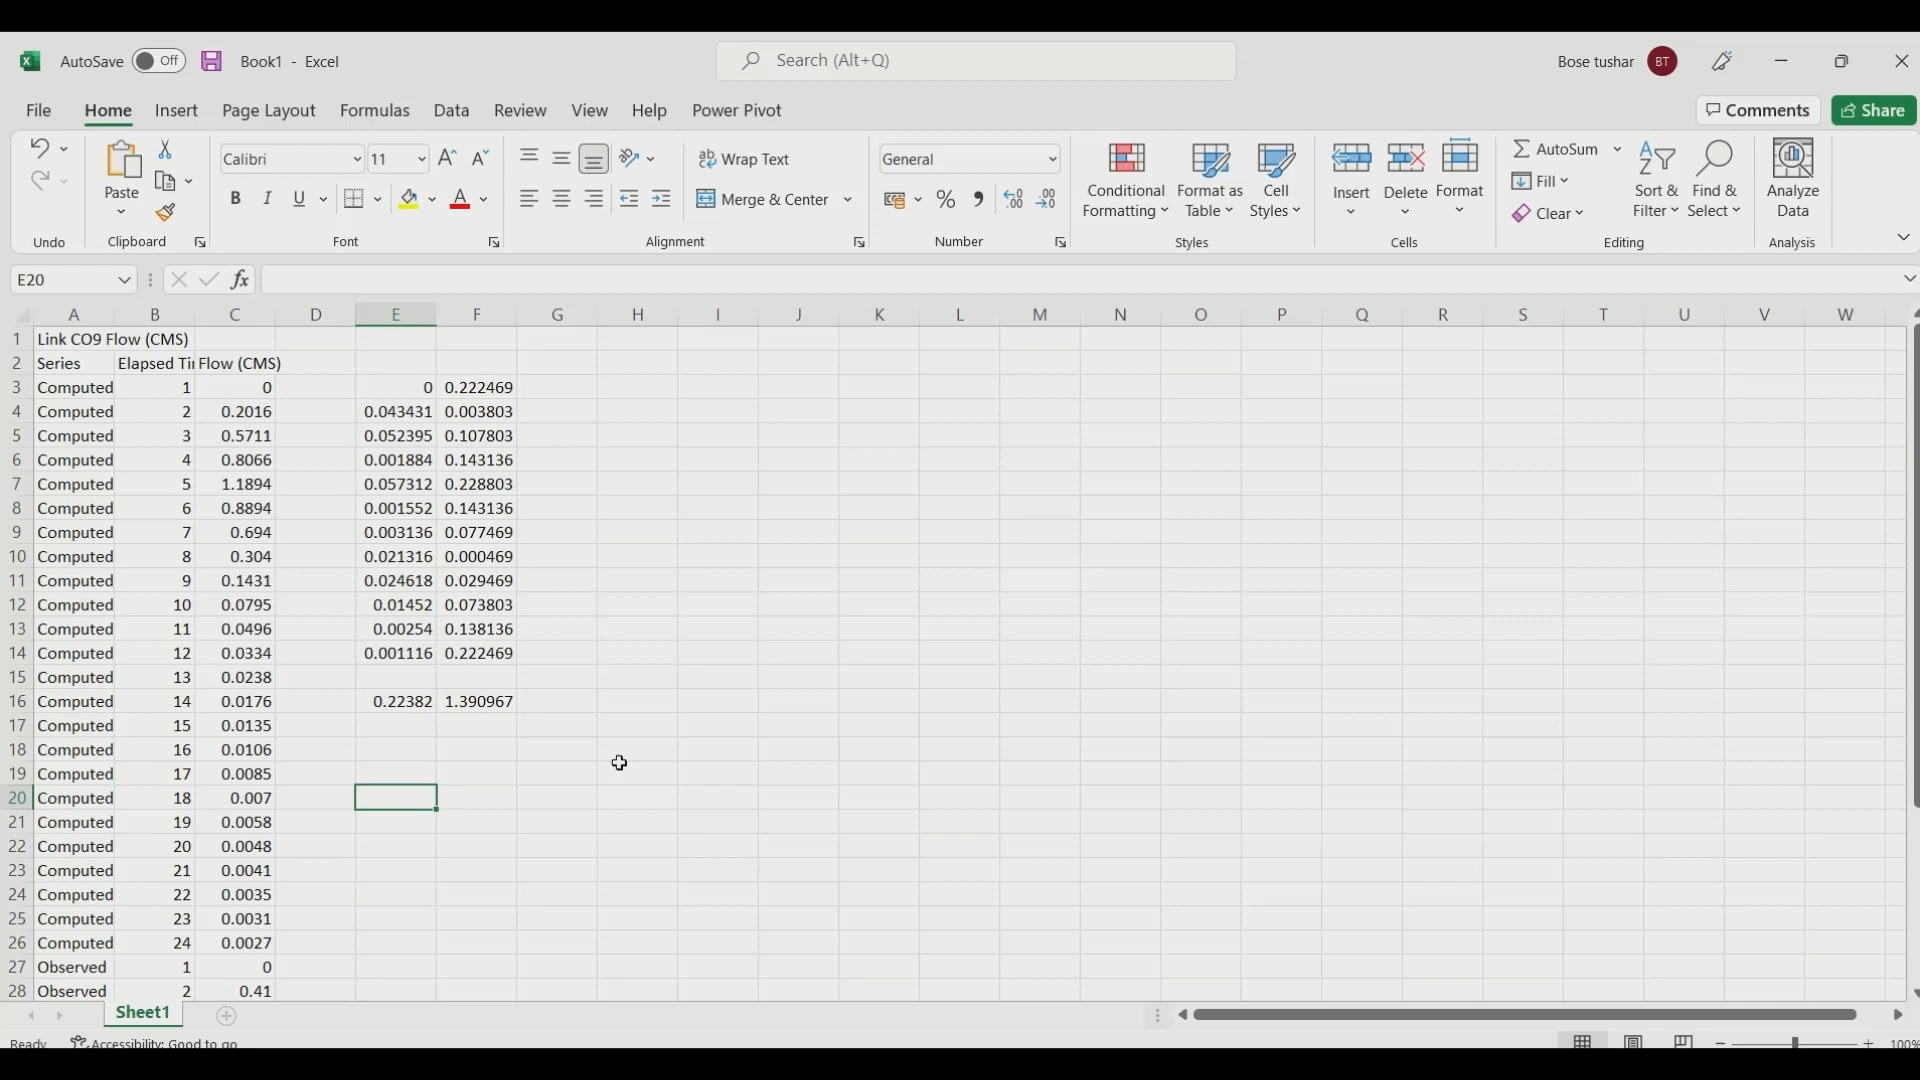 AutoSave Off Book1 - Excel Search (Alt+Q) Bose tushar BT
File Home Insert Page Layout Formulas Data Review View Help Power Pivot Comments Share
Calibri 11 Wrap Text General AutoSum
Paste Conditional Format as Cell Insert Delete Format Fill Sort & Find & Analyze
B I U Merge & Center % Formatting Table Styles Clear Filter Select Data
Undo Clipboard Font Alignment Number Styles Cells Editing Analysis
E20 fx
A B C D E F G H I J K L M N O P Q R S T U V W
1 Link CO9 Flow (CMS)
2 Series Elapsed Ti Flow (CMS)
3 Computed 1 0 0 0.222469
4 Computed 2 0.2016 0.043431 0.003803
5 Computed 3 0.5711 0.052395 0.107803
6 Computed 4 0.8066 0.001884 0.143136
7 Computed 5 1.1894 0.057312 0.228803
8 Computed 6 0.8894 0.001552 0.143136
9 Computed 7 0.694 0.003136 0.077469
10 Computed 8 0.304 0.021316 0.000469
11 Computed 9 0.1431 0.024618 0.029469
12 Computed 10 0.0795 0.01452 0.073803
13 Computed 11 0.0496 0.00254 0.138136
14 Computed 12 0.0334 0.001116 0.222469
15 Computed 13 0.0238
16 Computed 14 0.0176 0.22382 1.390967
17 Computed 15 0.0135
18 Computed 16 0.0106
19 Computed 17 0.0085
20 Computed 18 0.007
21 Computed 19 0.0058
22 Computed 20 0.0048
23 Computed 21 0.0041
24 Computed 22 0.0035
25 Computed 23 0.0031
26 Computed 24 0.0027
27 Observed 1 0
28 Observed 2 0.41
Sheet1
Ready Accessibility: Good to go 100%